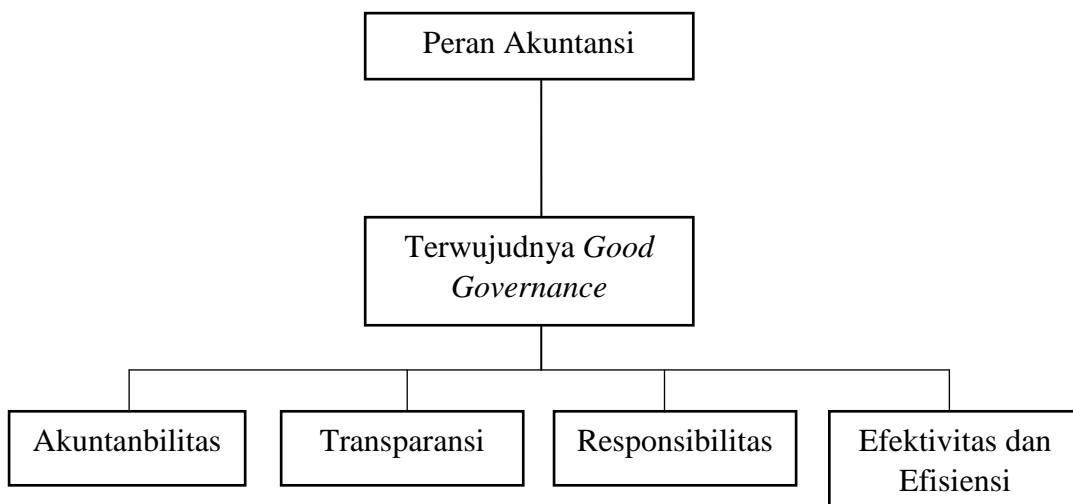 Peran Akuntansi
Terwujudnya Good
Governance
Akuntanbilitas
Transparansi
Responsibilitas
Efektivitas dan
Efisiensi